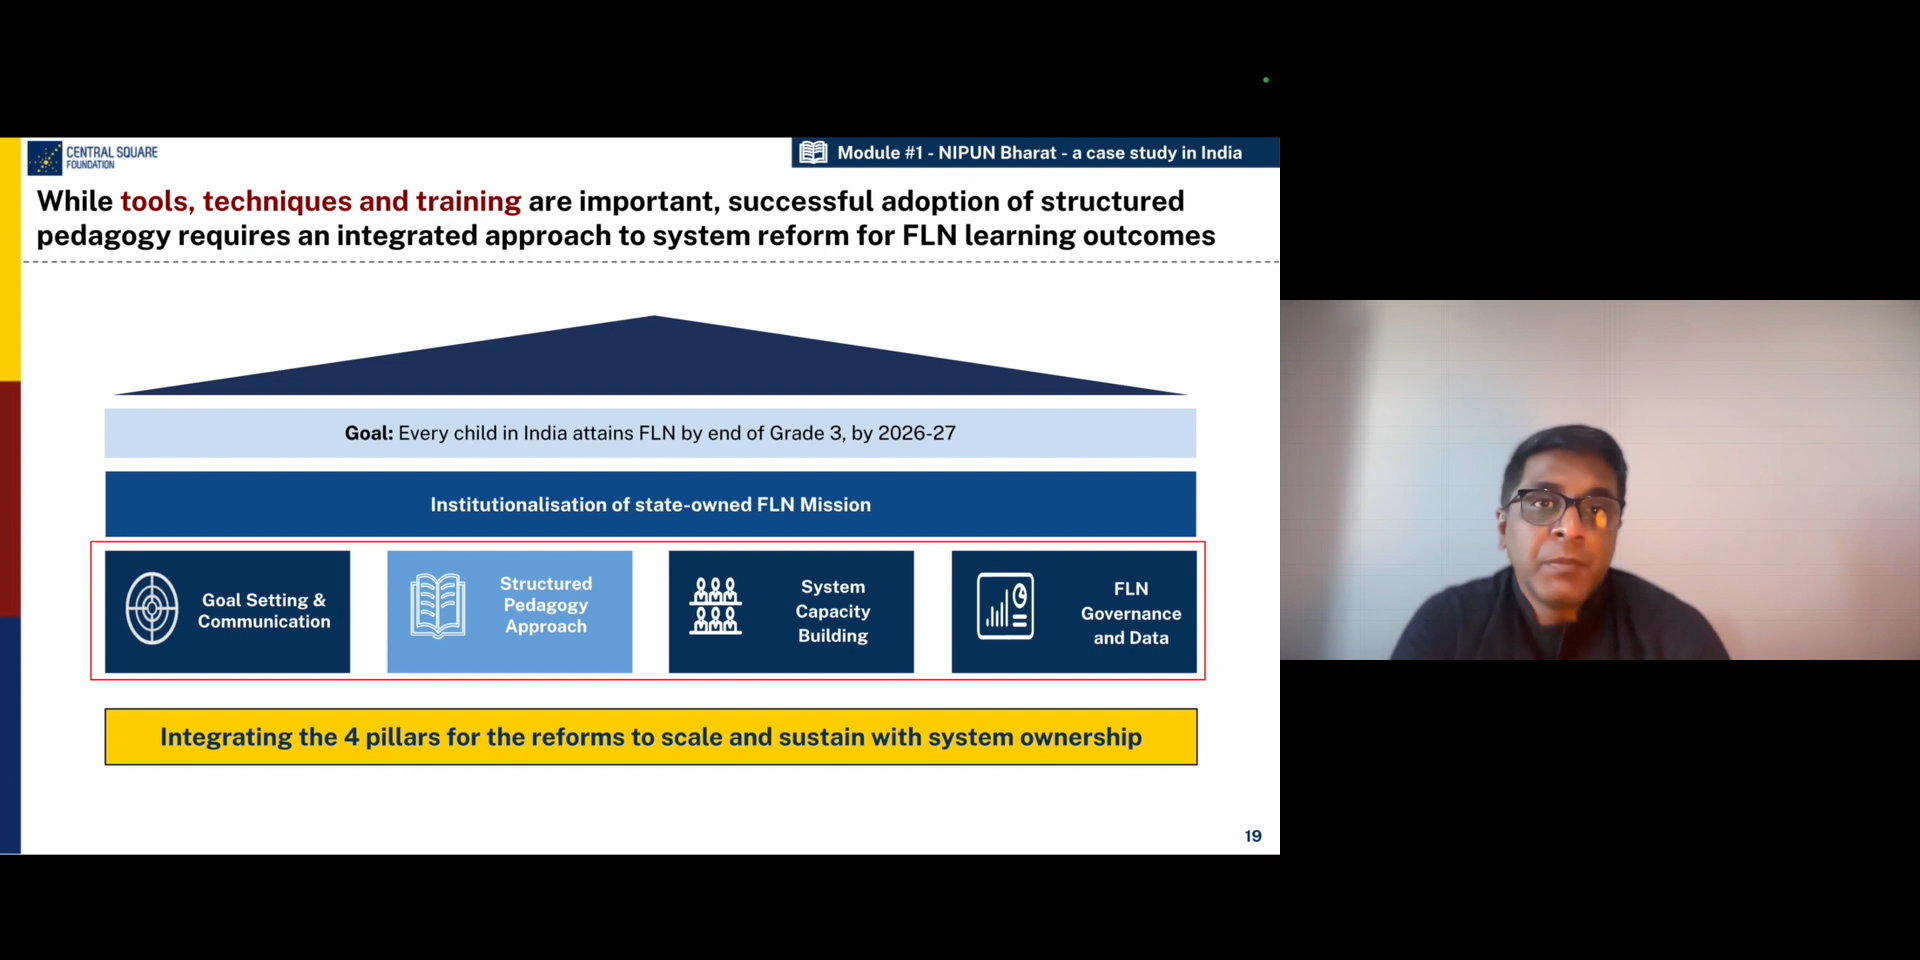 CENTRAL SQUARE
FOUNDATION
Module #1 - NIPUN Bharat - a case study in India
While tools, techniques and training are important, successful adoption of structured
pedagogy requires an integrated approach to system reform for FLN learning outcomes
Goal: Every child in India attains FLN by end of Grade 3, by 2026-27
Institutionalisation of state-owned FLN Mission
Goal Setting &
Communication
Structured
Pedagogy
Approach
System
Capacity
Building
FLN
Governance
and Data
Integrating the 4 pillars for the reforms to scale and sustain with system ownership
19